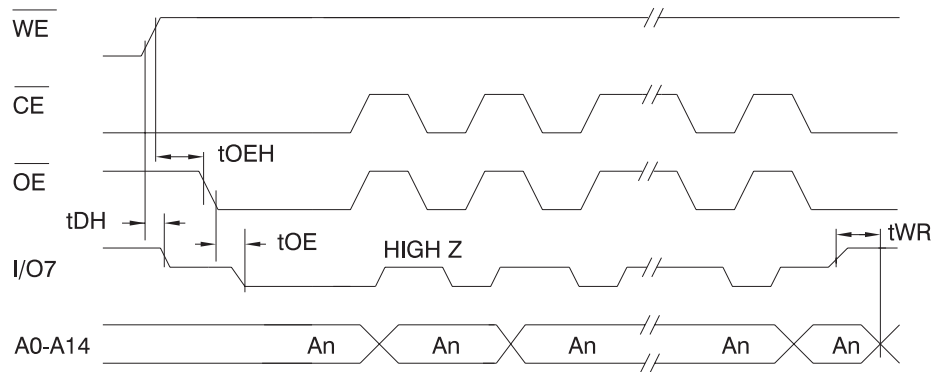 WE
CE
tOEH
OE
tDH
tOE
HIGH Z
tWR
I/O7
A0-A14
An
An
An
An
An